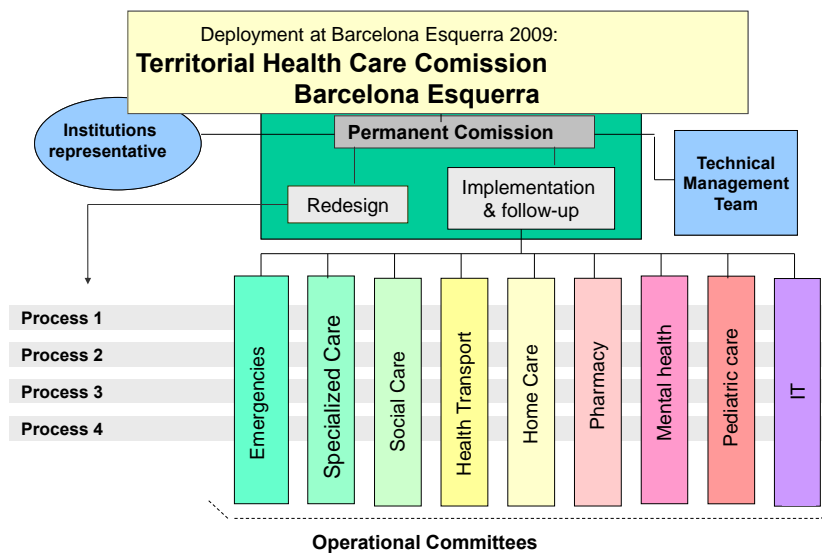 Deployment at Barcelona Esquerra 2009:
Territorial Health Care Comission
Barcelona Esquerra
Institutions
representative
Permanent Comission
Technical
Management
Team
Redesign
Implementation
& follow-up
Process 1
Process 2
Process 3
Process 4
Emergencies
Specialized Care
Social Care
Health Transport
Home Care
Pharmacy
Mental health
Pediatric care
IT
Operational Committees